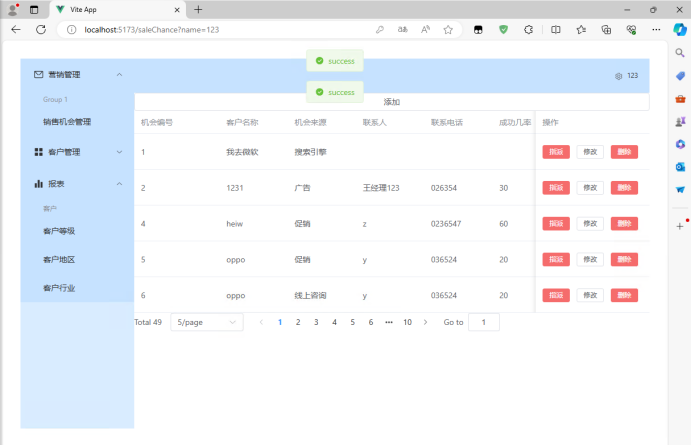 Vite App
localhost:5173/saleChance?name=123
success
success
营销管理
123
Group 1
添加
销售机会管理
机会编号 客户名称 机会来源 联系人 联系电话 成功几率 操作
客户管理
1 我去微软 搜索引擎 指派 修改 删除
报表
2 1231 广告 王经理123 026354 30 指派 修改 删除
客户
4 heiw 促销 z 0236547 60 指派 修改 删除
客户等级
5 oppo 促销 y 036524 20 指派 修改 删除
客户地区
6 oppo 线上咨询 y 036524 20 指派 修改 删除
客户行业
Total 49 5/page 1 2 3 4 5 6 ••• 10 Go to 1